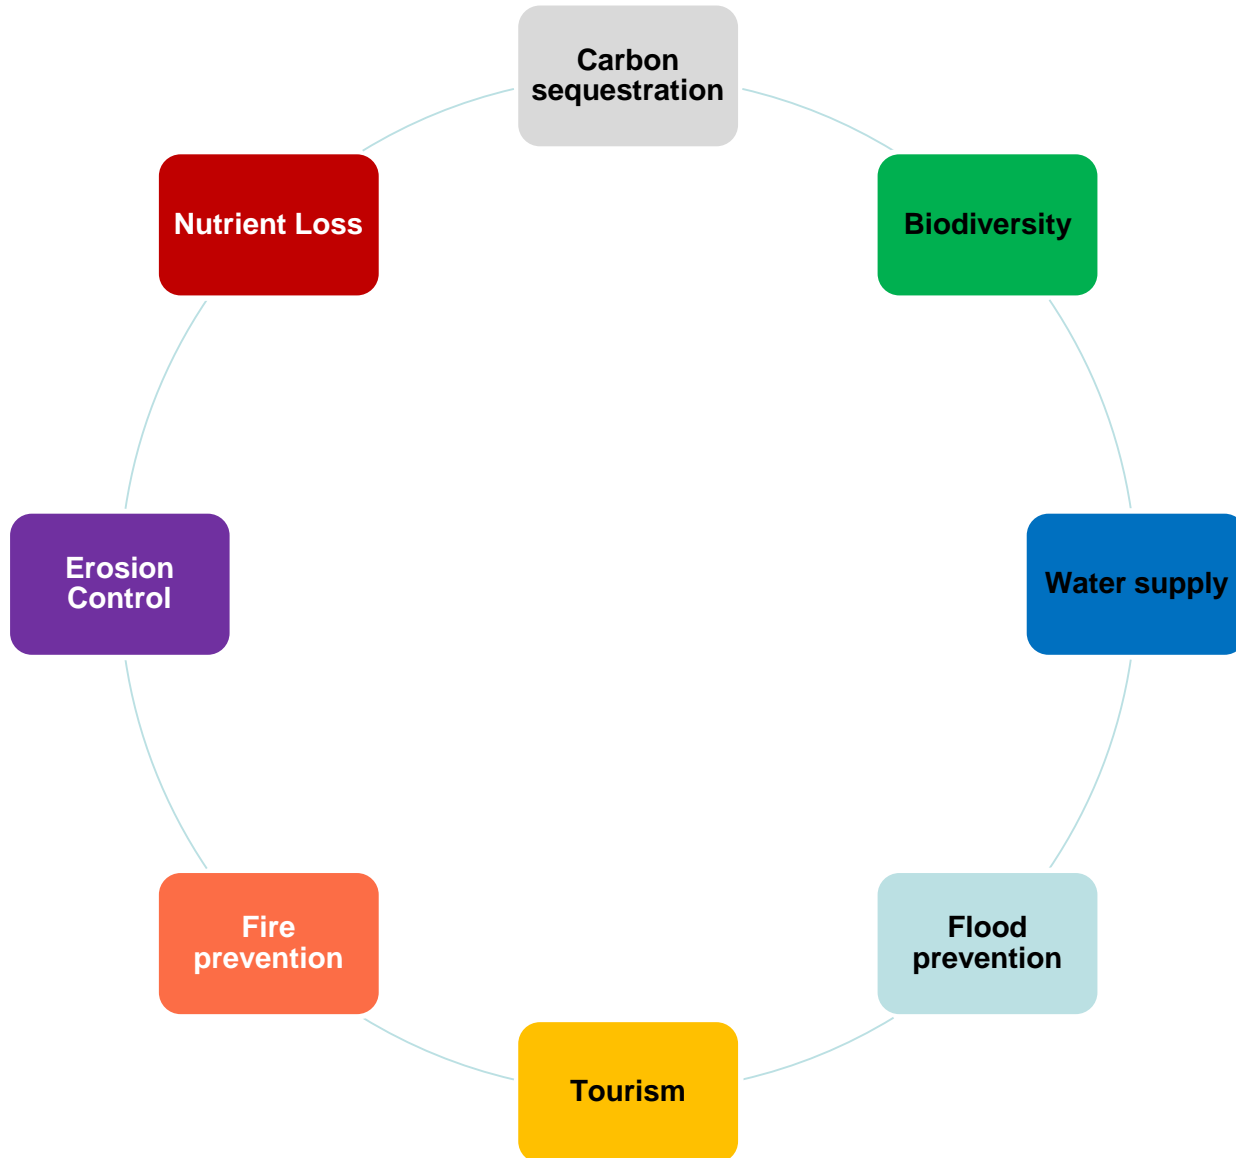 Carbon
sequestration
Nutrient Loss
Biodiversity
Erosion
Control
Water supply
Fire
prevention
Flood
prevention
Tourism